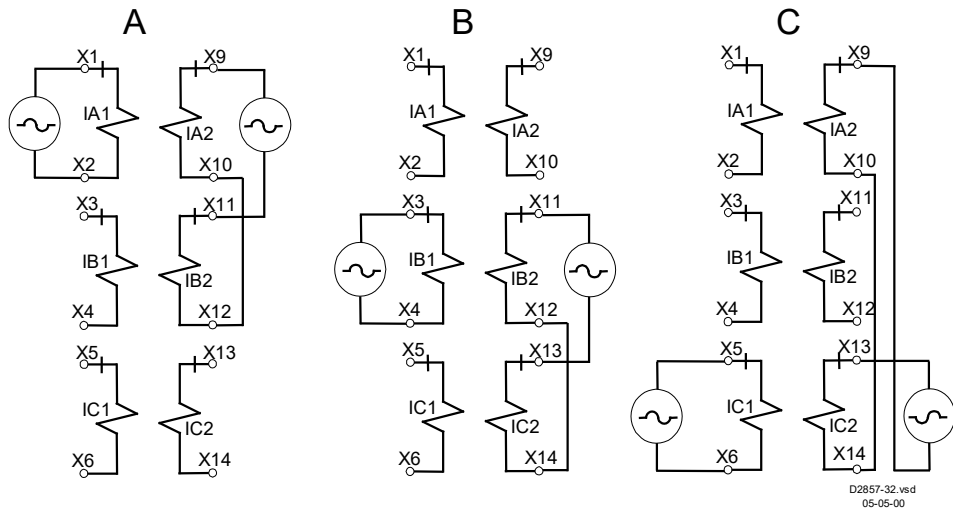 A
B
C
X1
X9
IA1
IA2
X2
X10
X3
X11
IB1
IB2
X4
X12
X5
X13
IC1
IC2
X6
X14
X1
X9
IA1
IA2
X2
X10
X3
X11
IB1
IB2
X4
X12
X5
X13
IC1
IC2
X6
X14
X1
X9
IA1
IA2
X2
X10
X3
X11
IB1
IB2
X4
X12
X5
X13
IC1
IC2
X6
X14
D2857-32.vsd
05-05-00